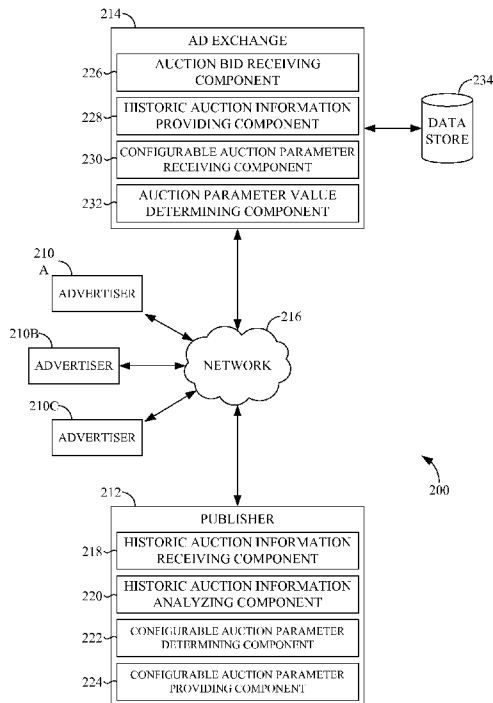 214
AD EXCHANGE
226
AUCTION BID RECEIVING
COMPONENT
228
HISTORIC AUCTION INFORMATION
PROVIDING COMPONENT
230
CONFIGURABLE AUCTION PARAMETER
RECEIVING COMPONENT
232
AUCTION PARAMETER VALUE
DETERMINING COMPONENT
234
DATA
STORE
210
A
ADVERTISER
210B
ADVERTISER
210C
ADVERTISER
216
NETWORK
200
212
PUBLISHER
218
HISTORIC AUCTION INFORMATION
RECEIVING COMPONENT
220
HISTORIC AUCTION INFORMATION
ANALYZING COMPONENT
222
CONFIGURABLE AUCTION PARAMETER
DETERMINING COMPONENT
224
CONFIGURABLE AUCTION PARAMETER
PROVIDING COMPONENT